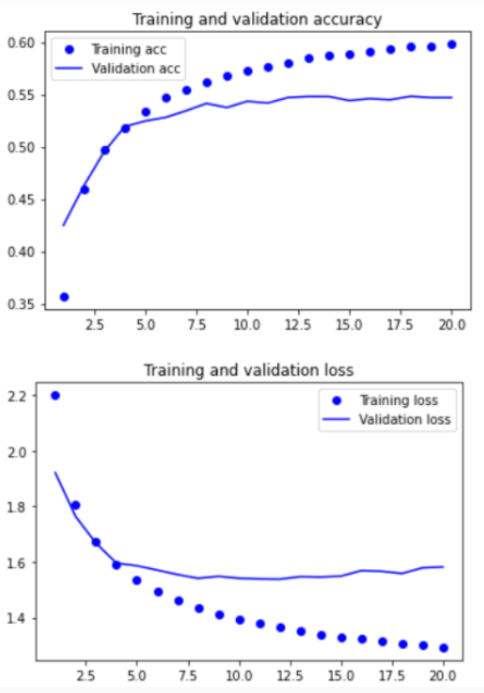 Training and validation accuracy
0.60
Training acc
Validation acc
0.55
0.50
0.45
0.40
0.35
2.5 5.0 7.5 10.0 12.5 15.0 17.5 20.0
Training and validation loss
2.2
Training loss
Validation loss
2.0
1.8
1.6
1.4
2.5 5.0 7.5 10.0 12.5 15.0 17.5 20.0